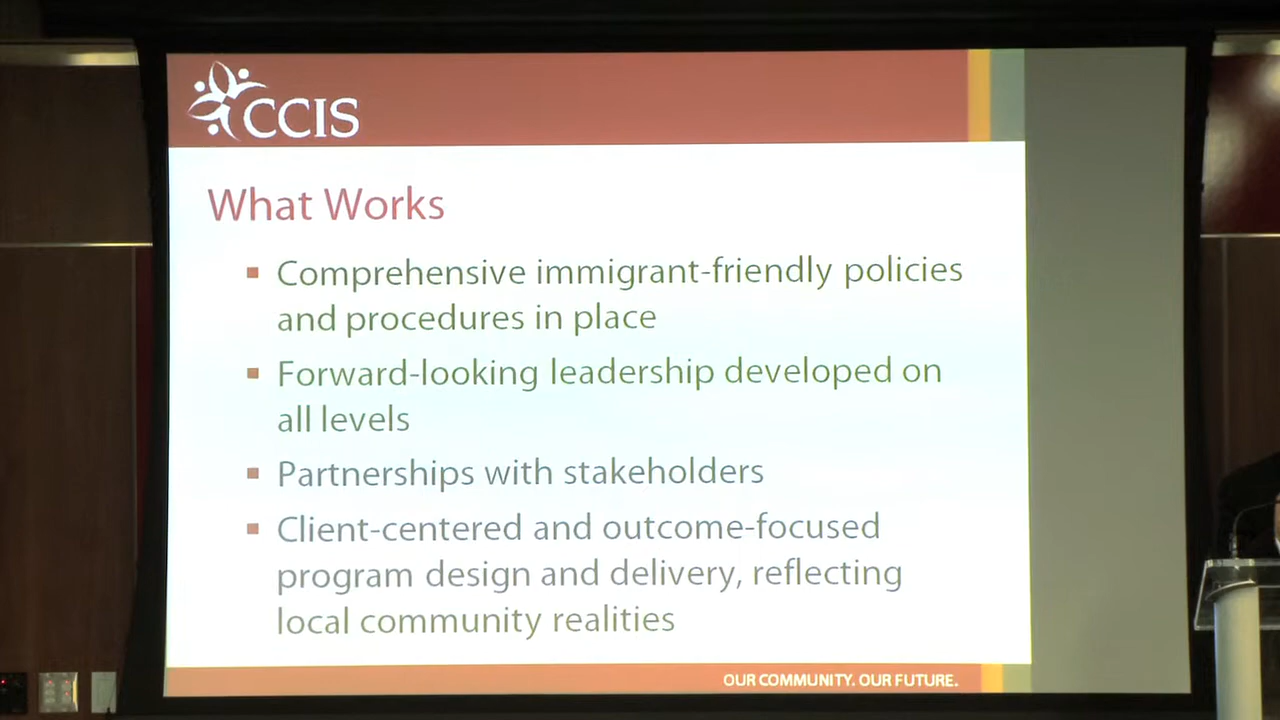 CCIS
What Works
Comprehensive immigrant-friendly policies
and procedures in place
Forward-looking leadership developed on
all levels
Partnerships with stakeholders
Client-centered and outcome-focused
program design and delivery, reflecting
local community realities
OUR COMMUNITY. OUR FUTURE.